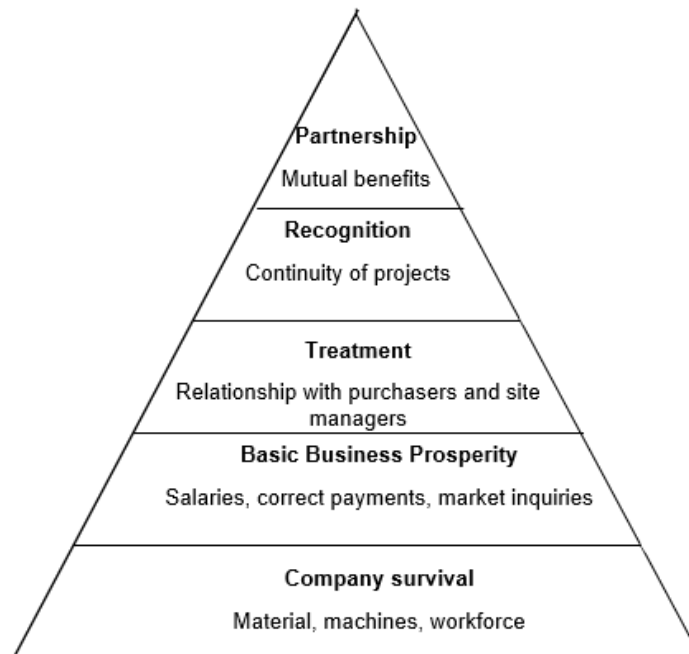 Partnership
Mutual benefits
Recognition
Continuity of projects
Treatment
Relationship with purchasers and site
managers
Basic Business Prosperity
Salaries, correct payments, market inquiries
Company survival
Material, machines, workforce